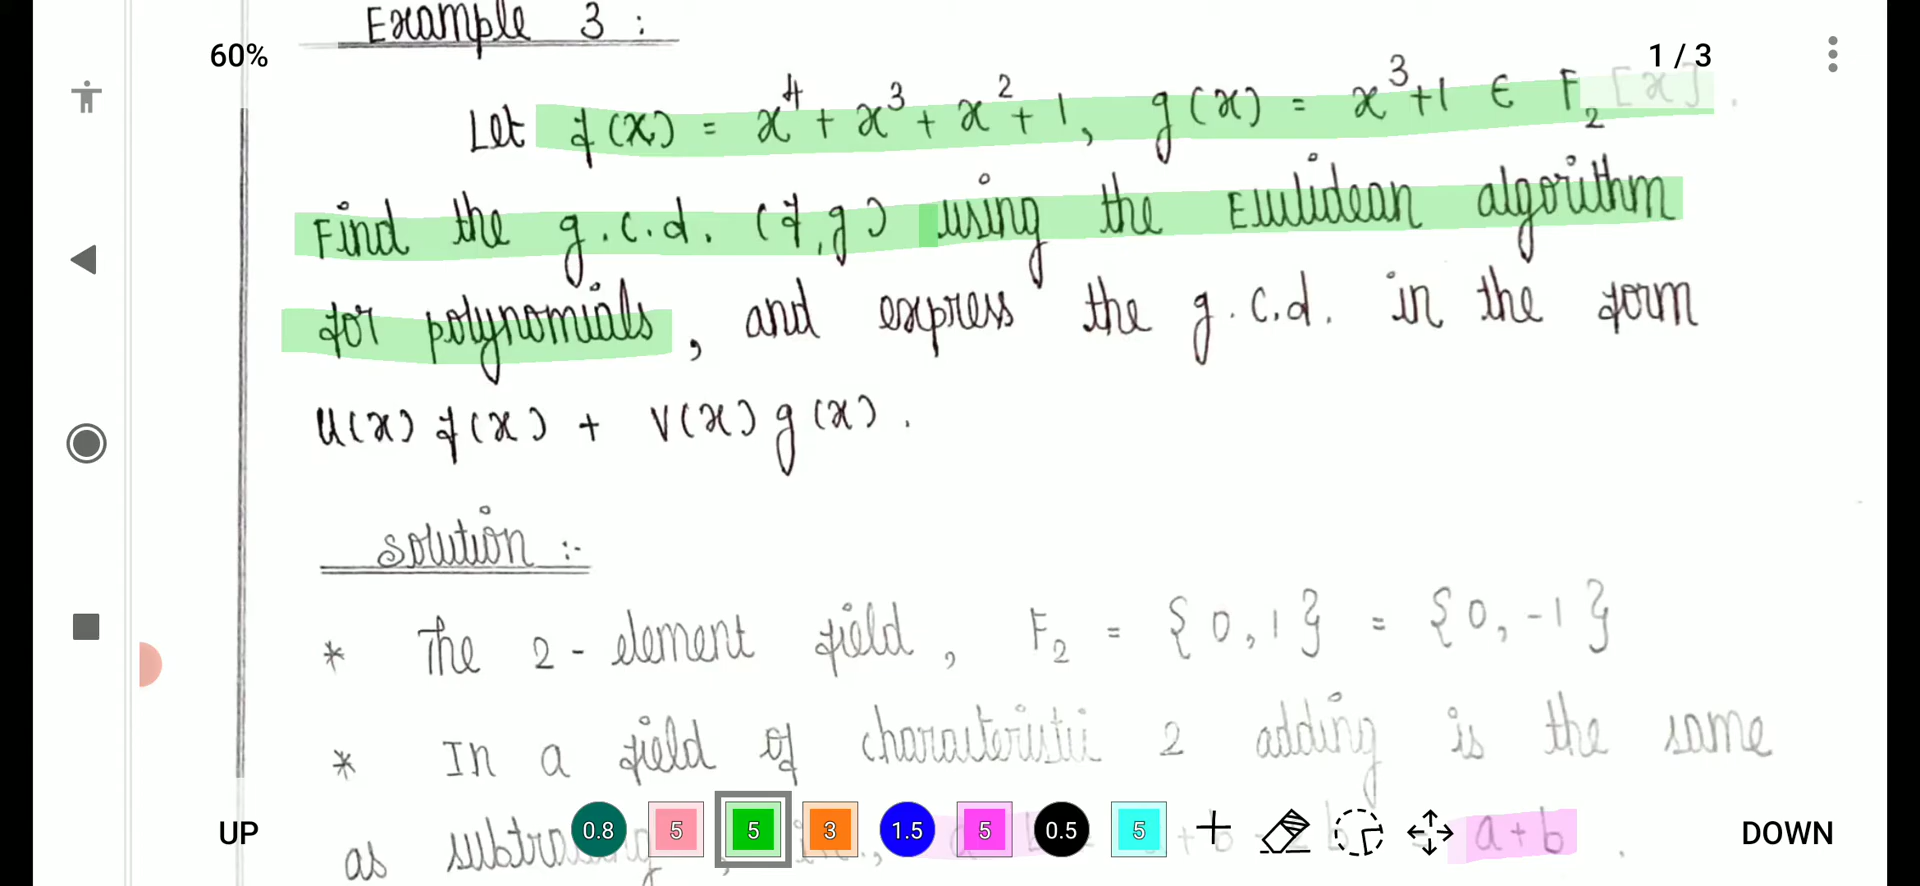 Example 3 :
60%
1 / 3
Let f(x) = x⁴ + x³ + x² + 1, g(x) = x³+1 ∈ F₂[x].
Find the g.c.d. (f,g) using the Euclidean algorithm
for polynomials, and express the g.c.d. in the form
u(x) f(x) + v(x) g(x).
Solution :-
* The 2 - element field, F₂ = {0, 1} = {0, -1}
* In a field of characteristic 2 adding is the same
as subtracting a+b .
UP 0.8 5 5 3 1.5 5 0.5 5 DOWN